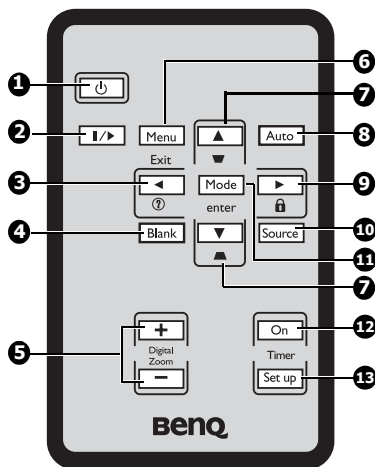 1
6
7
2
II/▶
Menu
Auto
8
Exit
3
Mode
9
?
enter
4
Blank
Source
10
11
7
+
On
12
5
Digital
Zoom
Timer
−
Set up
13
BenQ